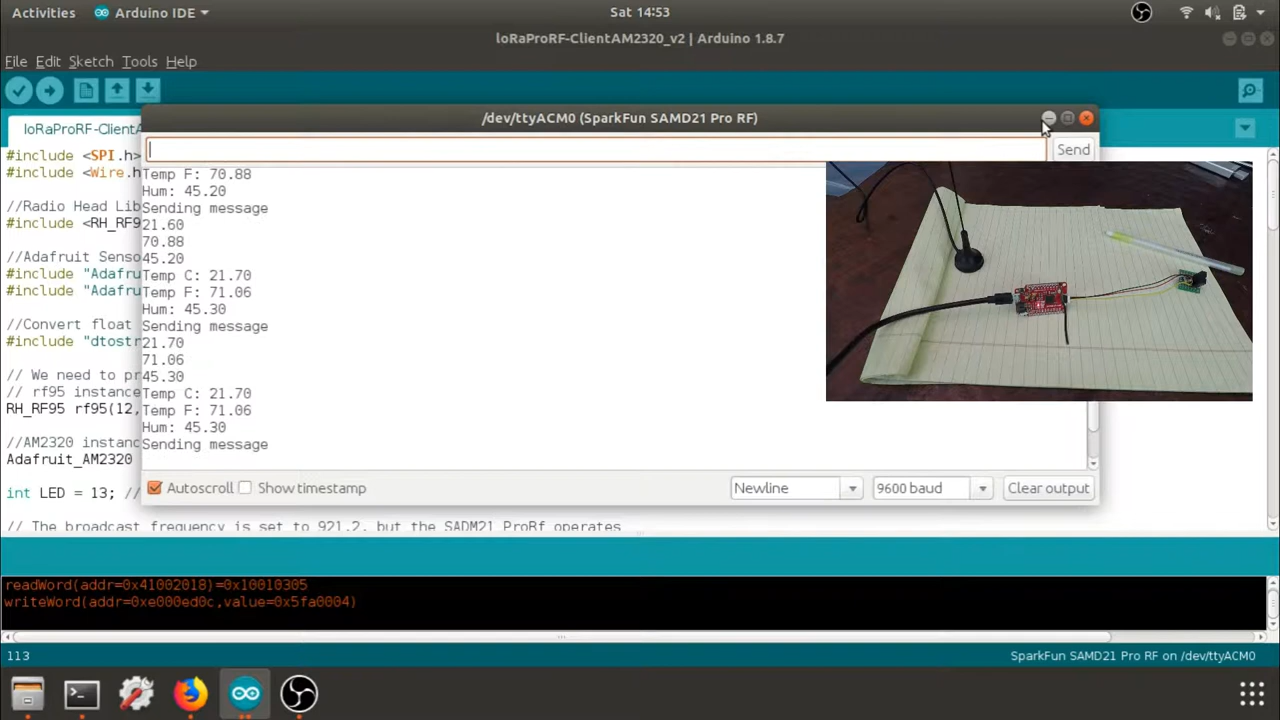 Activities
Arduino IDE
Sat 14:53
loRaProRF-ClientAM2320_v2 | Arduino 1.8.7
File Edit Sketch Tools Help
/dev/ttyACM0 (SparkFun SAMD21 Pro RF)
loRaProRF-ClientA
Send
#include <SPI.h>
#include <Wire.h
//Radio Head Lib
#include <RH_RF9
//Adafruit Senso
#include "Adafru
#include "Adafru
//Convert float
#include "dtostr
// We need to pr
// rf95 instance
RH_RF95 rf95(12,
//AM2320 instanc
Adafruit_AM2320
int LED = 13; //
// The broadcast frequency is set to 921.2, but the SADM21 ProRf operates
Temp F: 70.88
Hum: 45.20
Sending message
21.60
70.88
45.20
Temp C: 21.70
Temp F: 71.06
Hum: 45.30
Sending message
21.70
71.06
45.30
Temp C: 21.70
Temp F: 71.06
Hum: 45.30
Sending message
Autoscroll
Show timestamp
Newline
9600 baud
Clear output
readWord(addr=0x41002018)=0x10010305
writeWord(addr=0xe000ed0c,value=0x5fa0004)
113
SparkFun SAMD21 Pro RF on /dev/ttyACM0